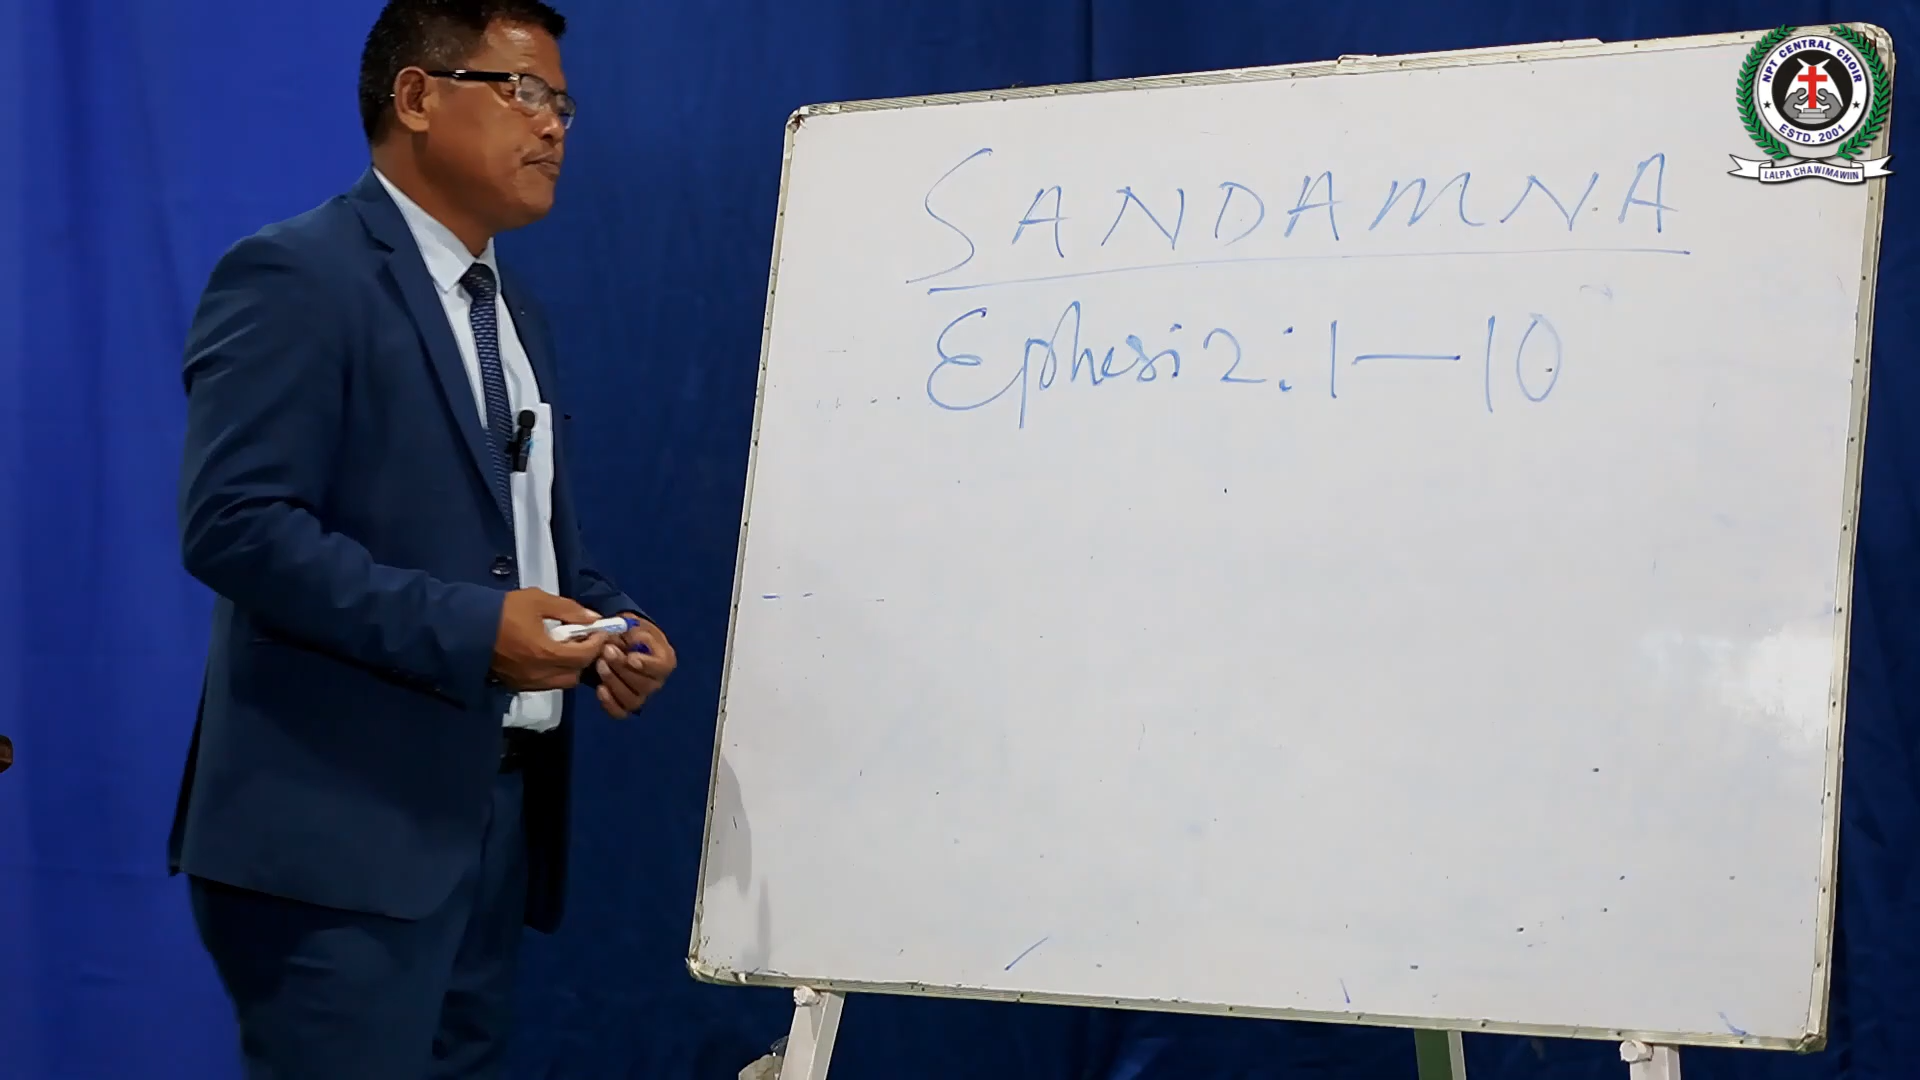 NPT CENTRAL CHOIR
ESTD. 2001
LALPA CHAWIMAWIIN
SANDAMNA
Ephesi 2:1—10